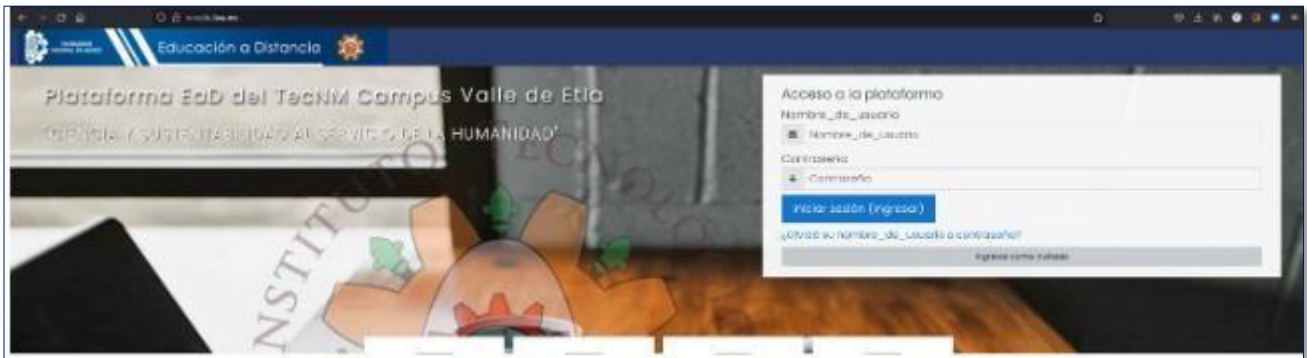 Educación a Distancia
Plataforma EaD del TecNM Campus Valle de Etla
"CIENCIA Y SUSTENTABILIDAD AL SERVICIO DE LA HUMANIDAD"
INSTITUTO TECNOLO
Acceso a la plataforma
Nombre_de_usuario
Nombre_de_usuario
Contraseña
Contraseña
Iniciar sesión (ingresar)
¿Olvidó su nombre_de_usuario o contraseña?
Ingresar como invitado